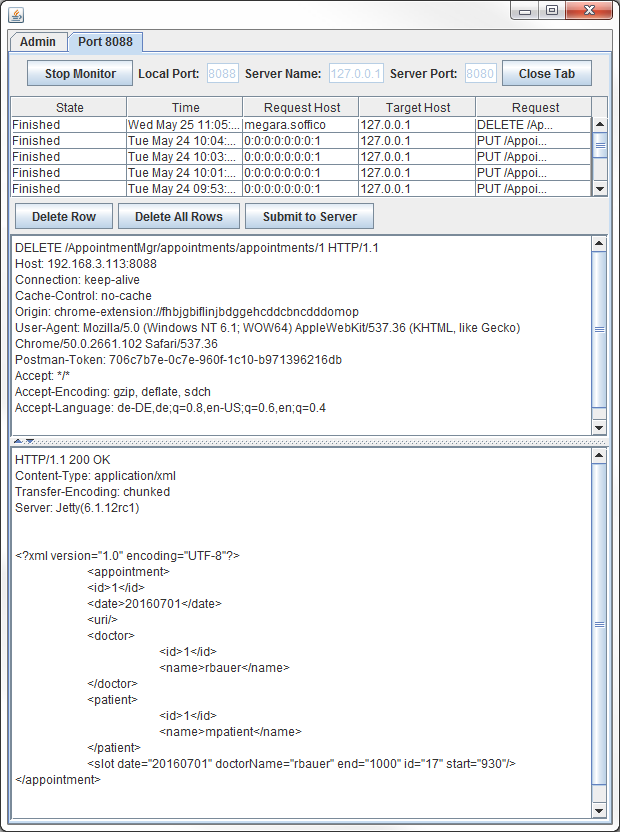 Admin Port 8088
Stop Monitor Local Port: 8088 Server Name: 127.0.0.1 Server Port: 8080 Close Tab
State Time Request Host Target Host Request
Finished Wed May 25 11:05:... megara.soffico 127.0.0.1 DELETE /Ap...
Finished Tue May 24 10:04:... 0:0:0:0:0:0:0:1 127.0.0.1 PUT /Appoi...
Finished Tue May 24 10:03:... 0:0:0:0:0:0:0:1 127.0.0.1 PUT /Appoi...
Finished Tue May 24 10:01:... 0:0:0:0:0:0:0:1 127.0.0.1 PUT /Appoi...
Finished Tue May 24 09:53:... 0:0:0:0:0:0:0:1 127.0.0.1 PUT /Appoi...
Delete Row Delete All Rows Submit to Server
DELETE /AppointmentMgr/appointments/appointments/1 HTTP/1.1
Host: 192.168.3.113:8088
Connection: keep-alive
Cache-Control: no-cache
Origin: chrome-extension://fhbjgbiflinjbdggehcddcbncdddomop
User-Agent: Mozilla/5.0 (Windows NT 6.1; WOW64) AppleWebKit/537.36 (KHTML, like Gecko)
Chrome/50.0.2661.102 Safari/537.36
Postman-Token: 706c7b7e-0c7e-960f-1c10-b971396216db
Accept: */*
Accept-Encoding: gzip, deflate, sdch
Accept-Language: de-DE,de;q=0.8,en-US;q=0.6,en;q=0.4
HTTP/1.1 200 OK
Content-Type: application/xml
Transfer-Encoding: chunked
Server: Jetty(6.1.12rc1)
<?xml version="1.0" encoding="UTF-8"?>
<appointment>
<id>1</id>
<date>20160701</date>
<uri/>
<doctor>
<id>1</id>
<name>rbauer</name>
</doctor>
<patient>
<id>1</id>
<name>mpatient</name>
</patient>
<slot date="20160701" doctorName="rbauer" end="1000" id="17" start="930"/>
</appointment>